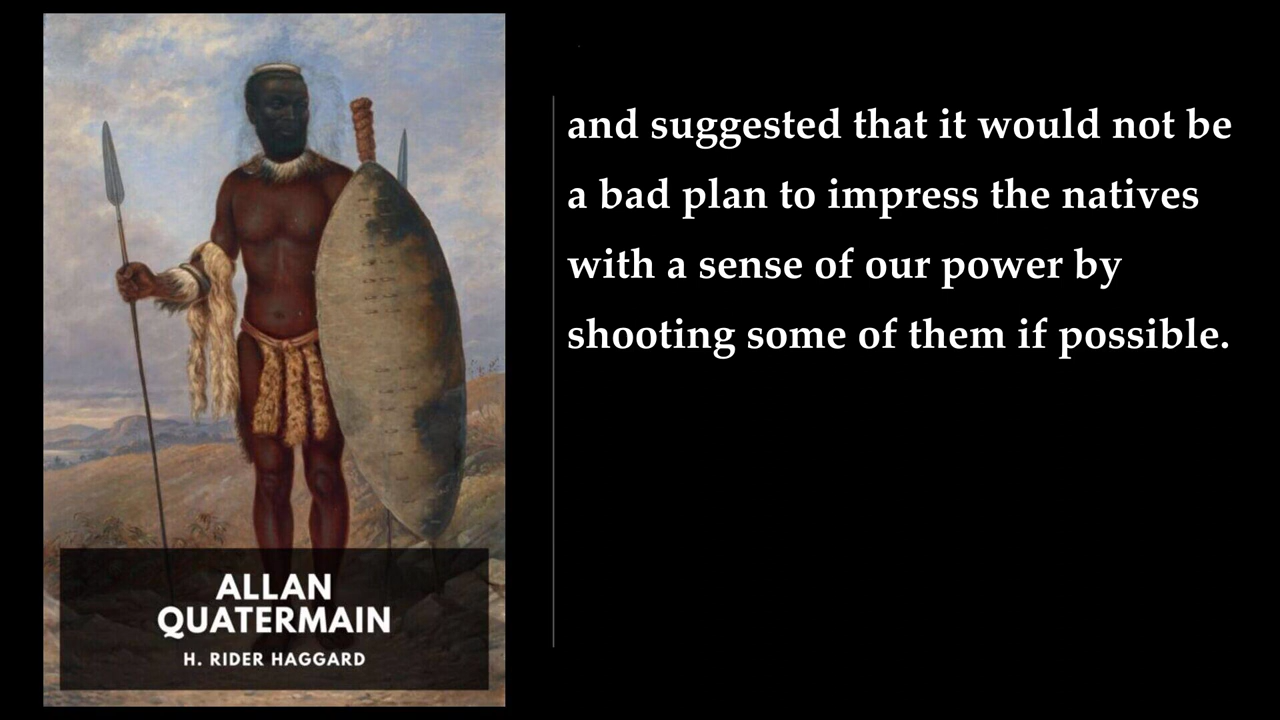 and suggested that it would not be
a bad plan to impress the natives
with a sense of our power by
shooting some of them if possible.
ALLAN
QUATERMAIN
H. RIDER HAGGARD